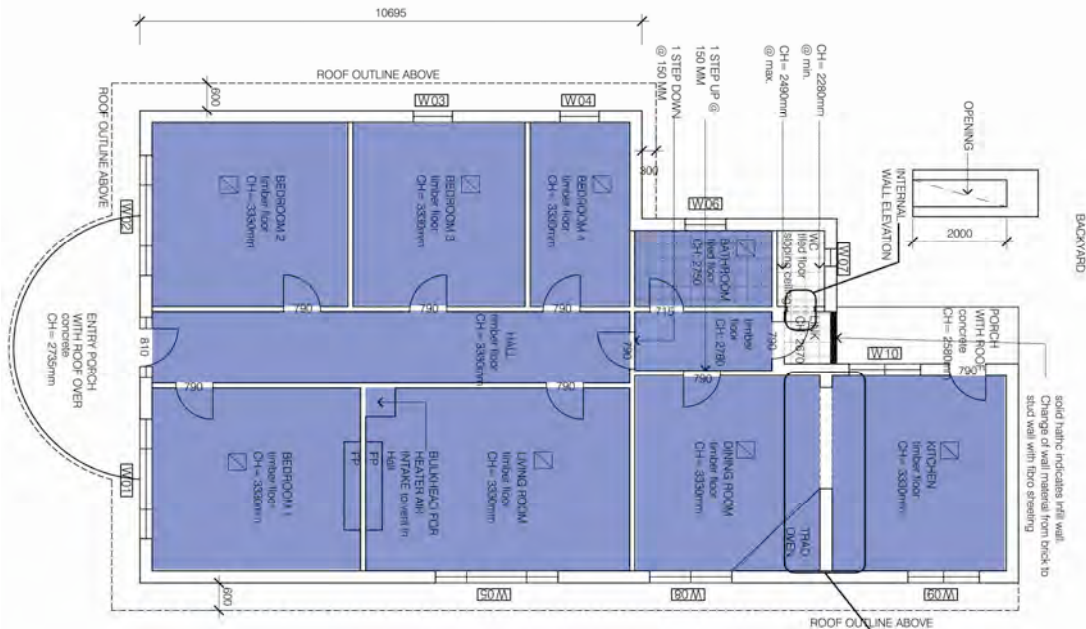 10695
ROOF OUTLINE ABOVE
600
ROOF OUTLINE ABOVE
W03
W04
1 STEP DOWN
@ 150 MM
1 STEP UP @
150 MM
CH= 2490mm
@ max.
CH= 2280mm
@ min.
OPENING
INTERNAL
WALL ELEVATION
2000
BACKYARD
W02
BEDROOM 2
timber floor
CH= 3330mm
BEDROOM 3
timber floor
CH= 3330mm
BEDROOM 4
timber floor
CH= 3330mm
W06
BATHROOM
tiled floor
CH: 2750
WC
tiled floor
sloping ceiling
W07
790
790
790
715
ENTRY PORCH
WITH ROOF OVER
concrete
CH= 2735mm
810
HALL
timber floor
CH= 3330mm
790
timber
floor
CH: 2780
790
CH: 2670
PORCH
WITH ROOF
concrete
CH= 2580mm
W10
790
790
790
790
solid hathc indicates infill wall.
Change of wall material from brick to
stud wall with fibro sheeting
BEDROOM 1
timber floor
CH= 3330mm
FP
FP
BULKHEAD FOR
HEATER AIR
INTAKE to vent in
Hall
LIVING ROOM
timber floor
CH= 3330mm
DINING ROOM
timber floor
CH= 3330mm
TRAD
OVEN
KITCHEN
timber floor
CH= 3330mm
W01
600
W05
W08
W09
ROOF OUTLINE ABOVE